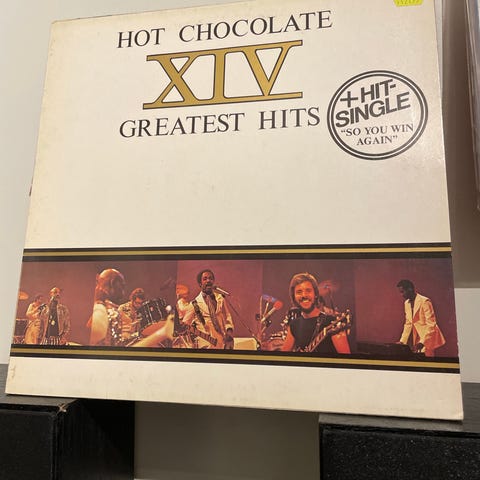 HOT CHOCOLATE
XIV
GREATEST HITS
+HIT-
SINGLE
"SO YOU WIN
AGAIN"